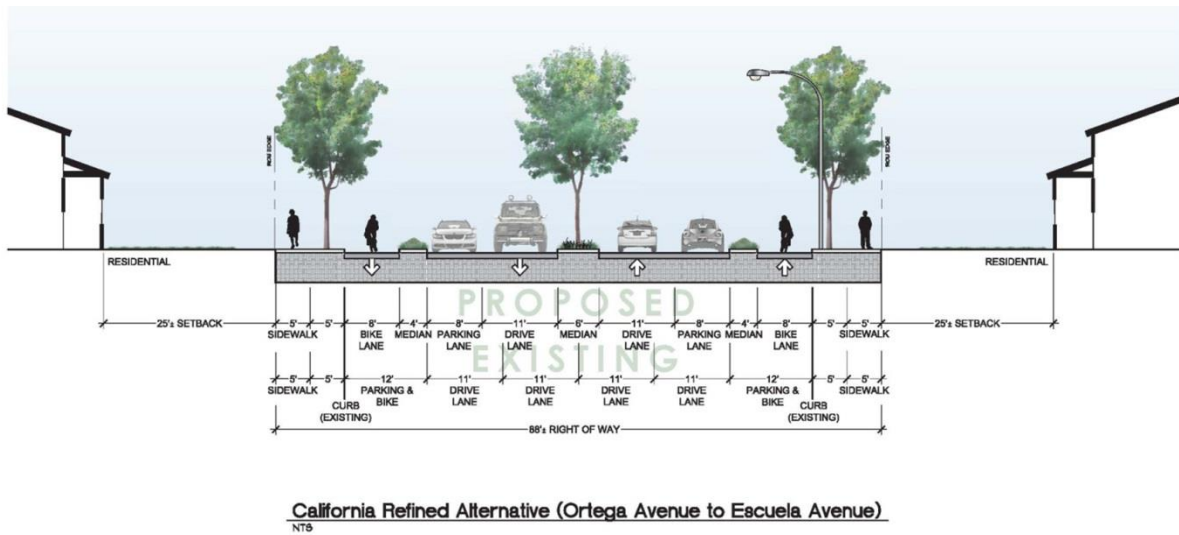 ROW EDGE
ROW EDGE
RESIDENTIAL
RESIDENTIAL
PROPOSED
25'± SETBACK 5' 5' 8' 4' 8' 11' 6' 11' 8' 4' 8' 5' 5' 25'± SETBACK
SIDEWALK BIKE MEDIAN PARKING DRIVE MEDIAN DRIVE PARKING MEDIAN BIKE SIDEWALK
LANE LANE LANE LANE LANE LANE
EXISTING
5' 5' 12' 11' 11' 11' 11' 12' 5' 5'
SIDEWALK PARKING & DRIVE DRIVE DRIVE DRIVE PARKING & SIDEWALK
BIKE LANE LANE LANE LANE BIKE
CURB CURB
(EXISTING) (EXISTING)
88'± RIGHT OF WAY
California Refined Alternative (Ortega Avenue to Escuela Avenue)
NTS